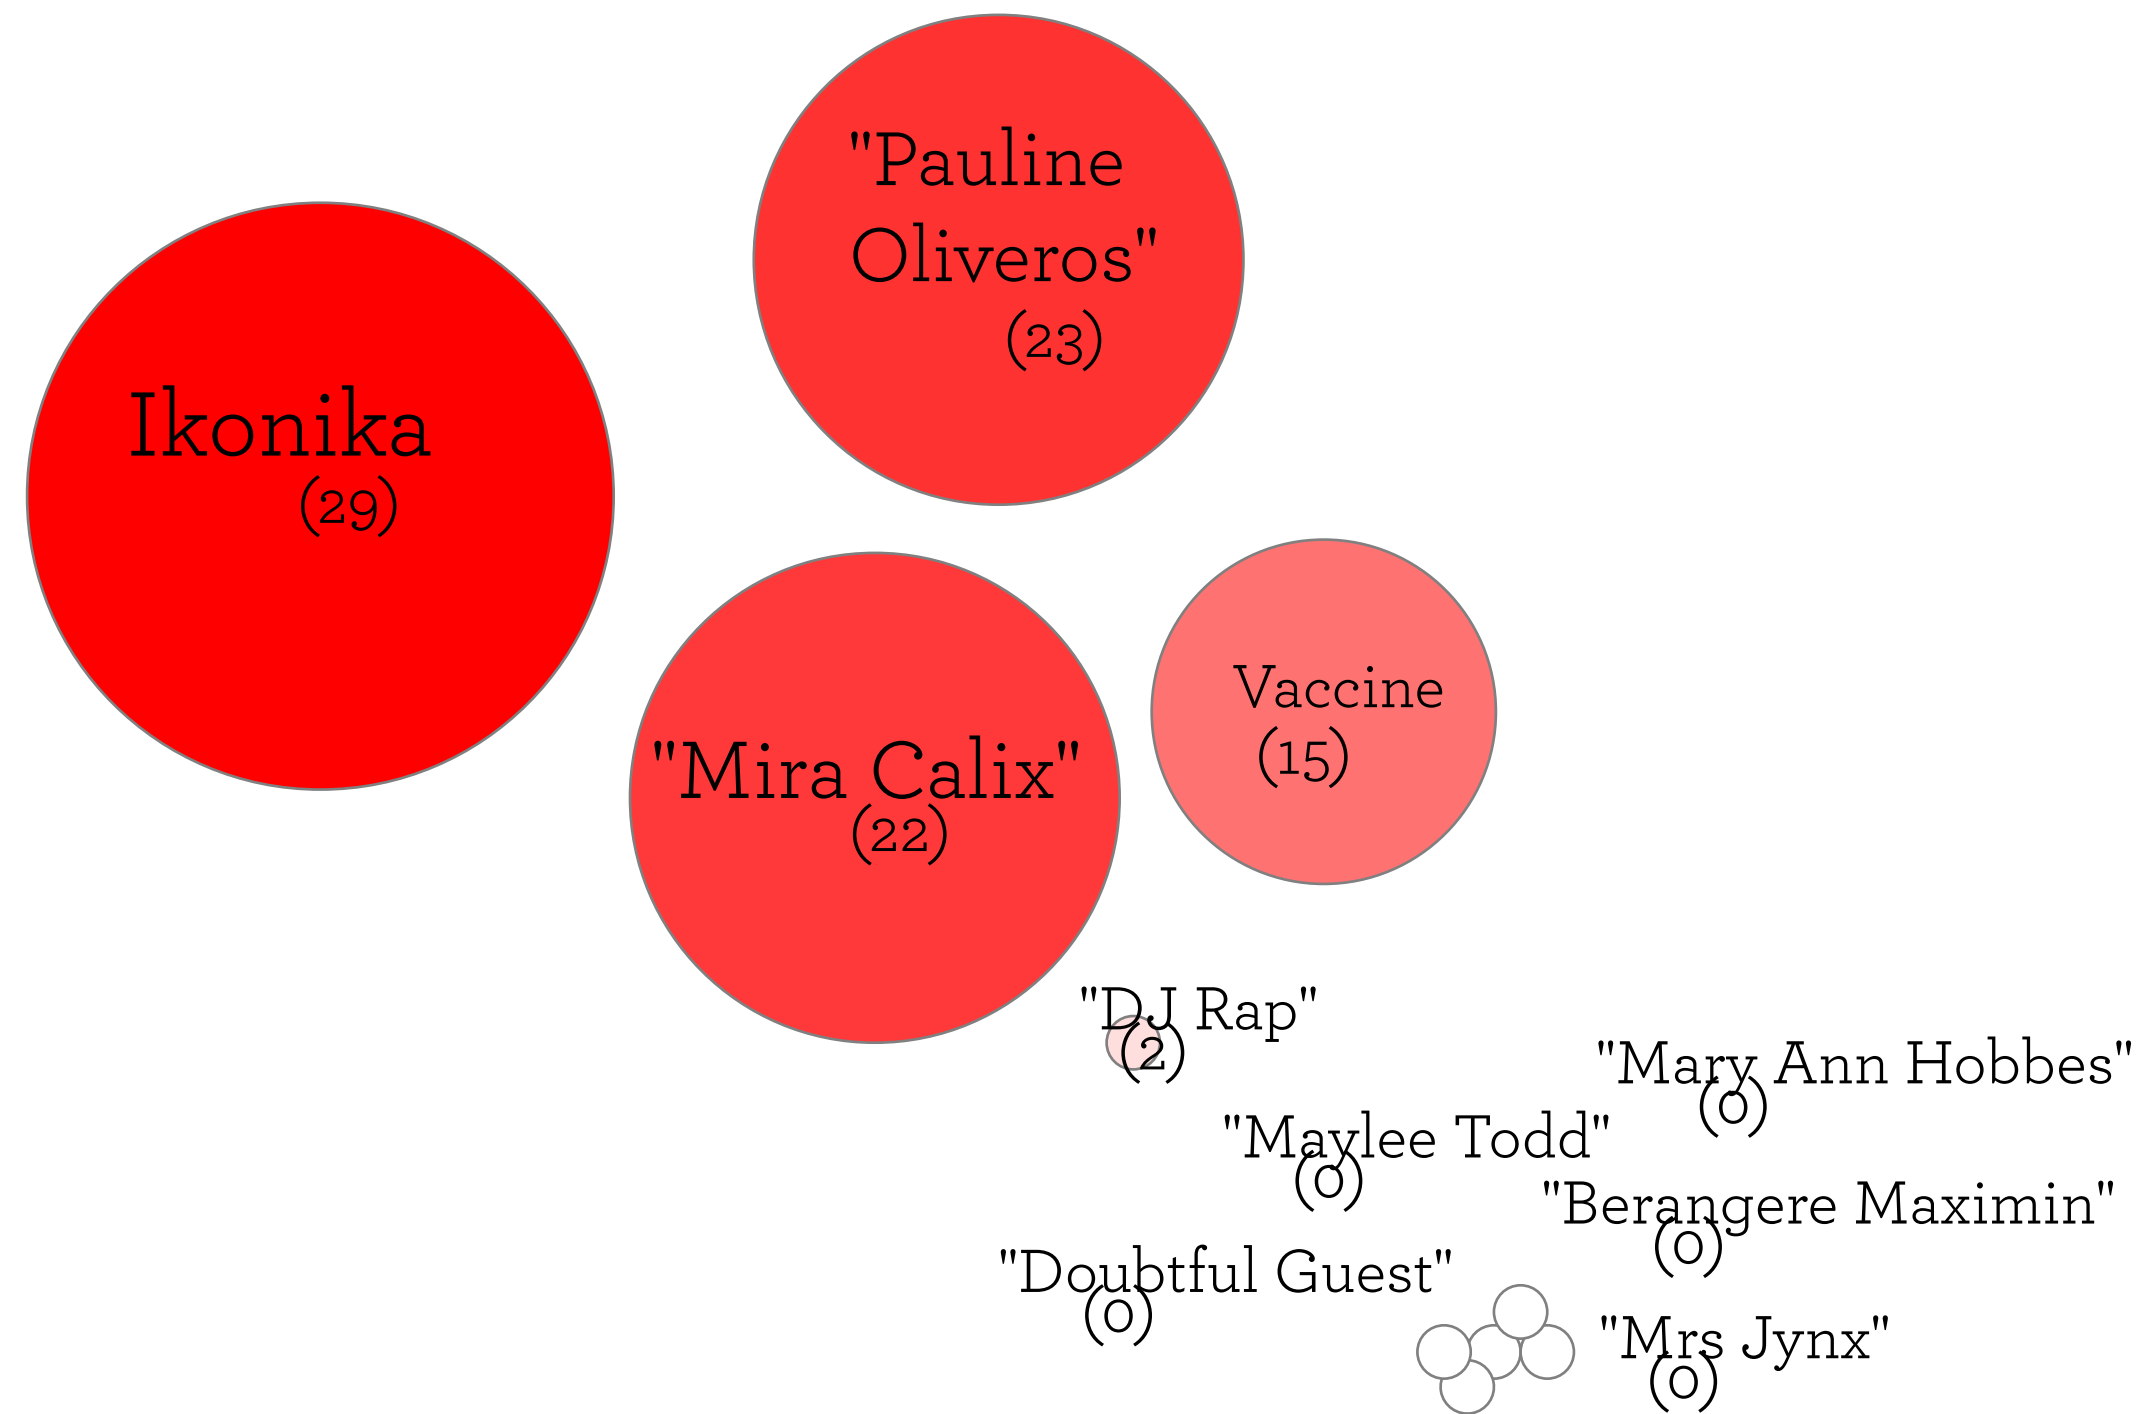 "Pauline
Oliveros"
(23)
Ikonika
(29)
Vaccine
(15)
"Mira Calix"
(22)
"DJ Rap"
(2)
"Mary Ann Hobbes"
(0)
"Maylee Todd"
(0)
"Berangere Maximin"
(0)
"Doubtful Guest"
(0)
"Mrs Jynx"
(0)